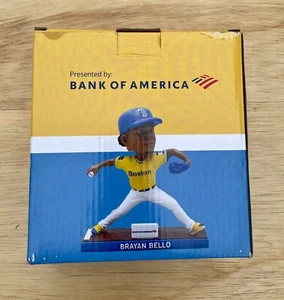 Presented by:
BANK OF AMERICA
B
Boston
BRAYAN BELLO